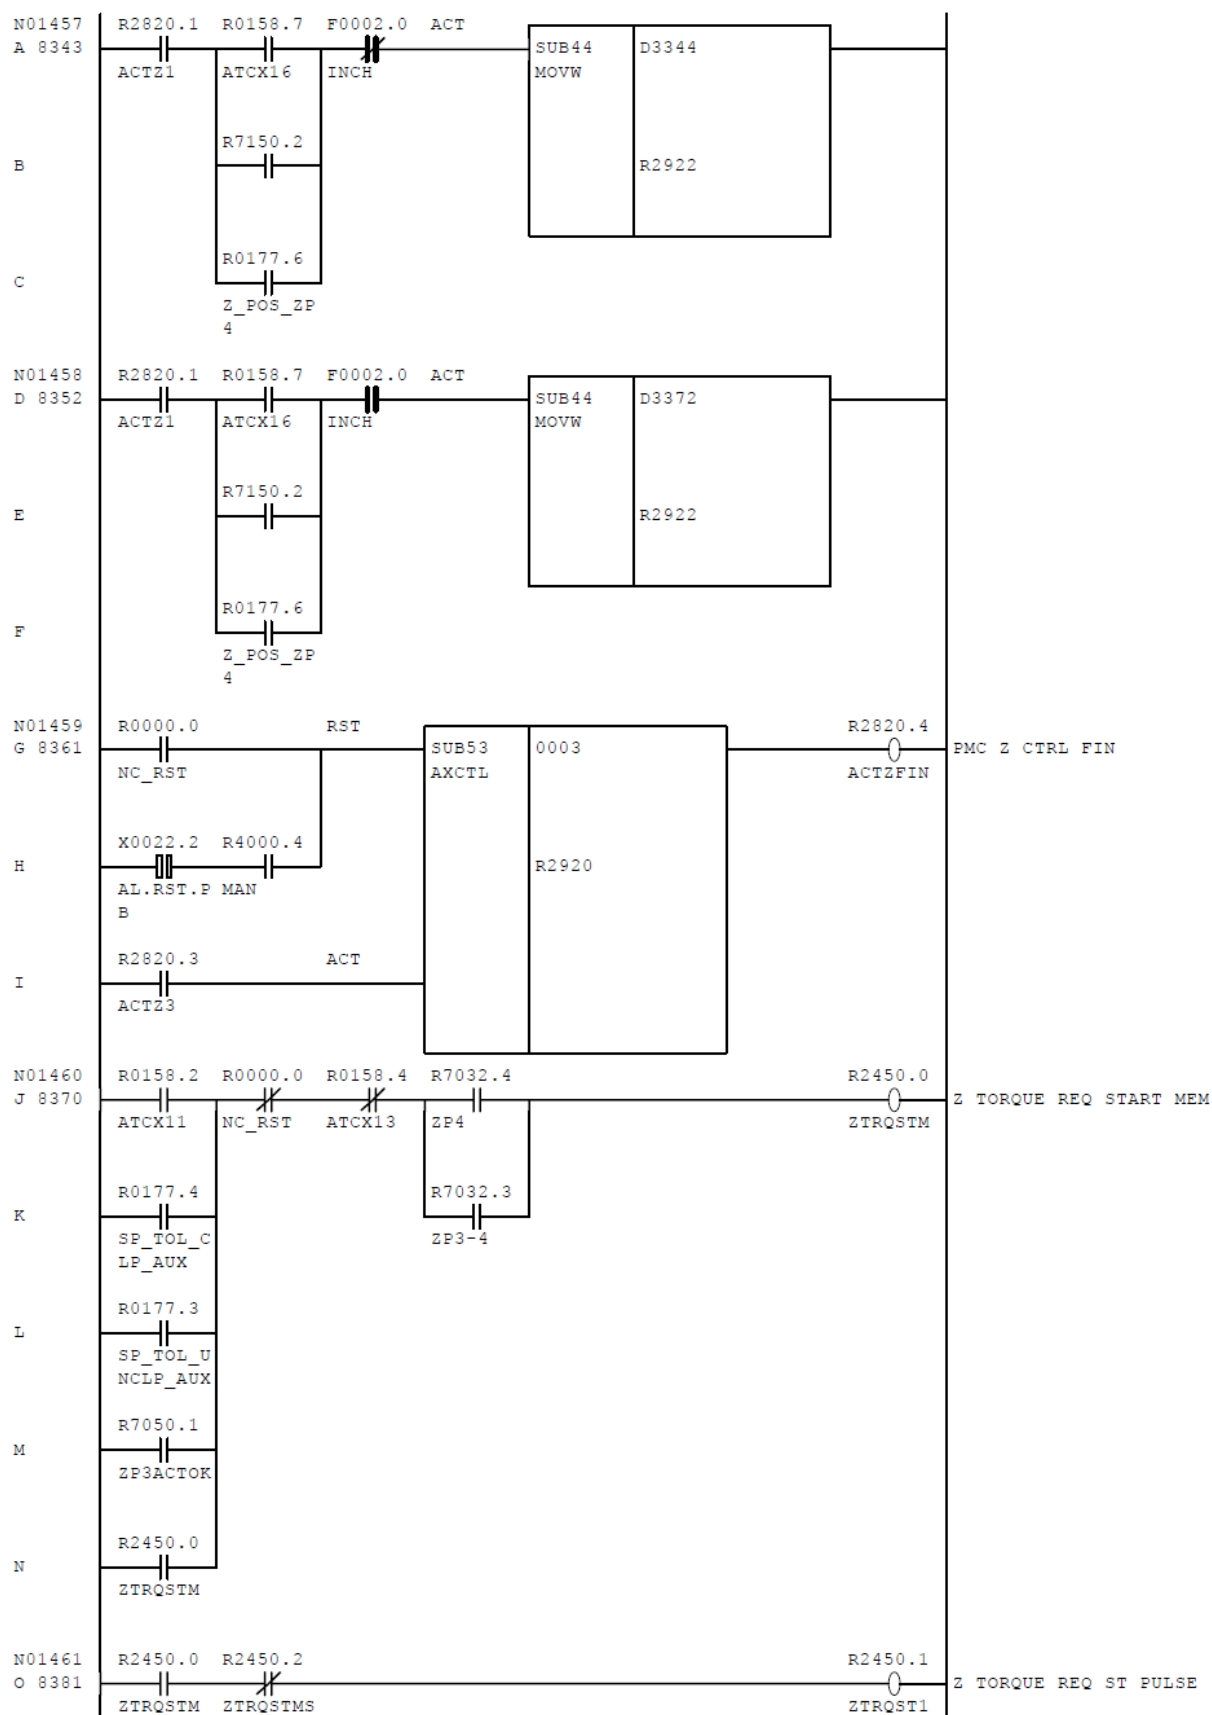 N01457 R2820.1 R0158.7 F0002.0 ACT
A 8343 SUB44 D3344
ACTZ1 ATCX16 INCH MOVW
R7150.2
B R2922
R0177.6
C
Z_POS_ZP
4
N01458 R2820.1 R0158.7 F0002.0 ACT
D 8352 SUB44 D3372
ACTZ1 ATCX16 INCH MOVW
R7150.2
E R2922
R0177.6
F
Z_POS_ZP
4
N01459 R0000.0 RST R2820.4
G 8361 SUB53 0003 PMC Z CTRL FIN
NC_RST AXCTL ACTZFIN
X0022.2 R4000.4
H R2920
AL.RST.P MAN
B
R2820.3 ACT
I
ACTZ3
N01460 R0158.2 R0000.0 R0158.4 R7032.4 R2450.0
J 8370 Z TORQUE REQ START MEM
ATCX11 NC_RST ATCX13 ZP4 ZTRQSTM
R0177.4 R7032.3
K
SP_TOL_C ZP3-4
LP_AUX
R0177.3
L
SP_TOL_U
NCLP_AUX
R7050.1
M
ZP3ACTOK
R2450.0
N
ZTRQSTM
N01461 R2450.0 R2450.2 R2450.1
O 8381 Z TORQUE REQ ST PULSE
ZTRQSTM ZTRQSTMS ZTRQST1